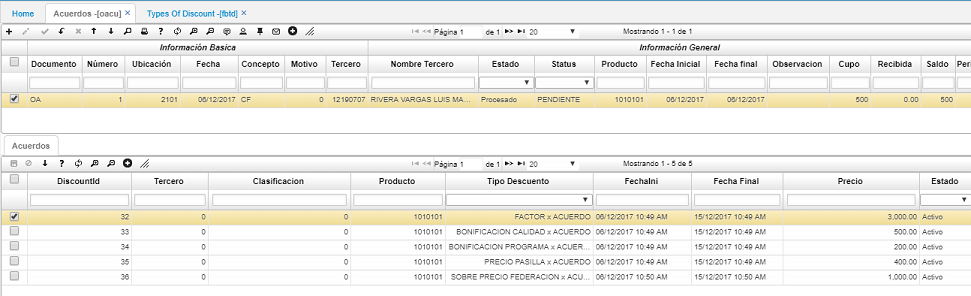 Home Acuerdos -[oacu] Types Of Discount -[fbtd]
Página 1 de 1 20 Mostrando 1 - 1 de 1
Información Basica Información General
Documento Número Ubicación Fecha Concepto Motivo Tercero Nombre Tercero Estado Status Producto Fecha Inicial Fecha final Observacion Cupo Recibida Saldo Peri
OA 1 2101 06/12/2017 CF 0 12190707 RIVERA VARGAS LUIS MA... Procesado PENDIENTE 1010101 06/12/2017 06/12/2017 500 0.00 500
Acuerdos
Página 1 de 1 20 Mostrando 1 - 5 de 5
DiscountId Tercero Clasificacion Producto Tipo Descuento FechaIni Fecha Final Precio Estado
32 0 0 1010101 FACTOR x ACUERDO 06/12/2017 10:49 AM 15/12/2017 10:49 AM 3,000.00 Activo
33 0 0 1010101 BONIFICACION CALIDAD x ACUERDO 06/12/2017 10:49 AM 15/12/2017 10:49 AM 500.00 Activo
34 0 0 1010101 BONIFICACION PROGRAMA x ACUER... 06/12/2017 10:49 AM 15/12/2017 10:49 AM 200.00 Activo
35 0 0 1010101 PRECIO PASILLA x ACUERDO 06/12/2017 10:49 AM 15/12/2017 10:49 AM 400.00 Activo
36 0 0 1010101 SOBRE PRECIO FEDERACION x ACU... 06/12/2017 10:50 AM 15/12/2017 10:50 AM 1,000.00 Activo